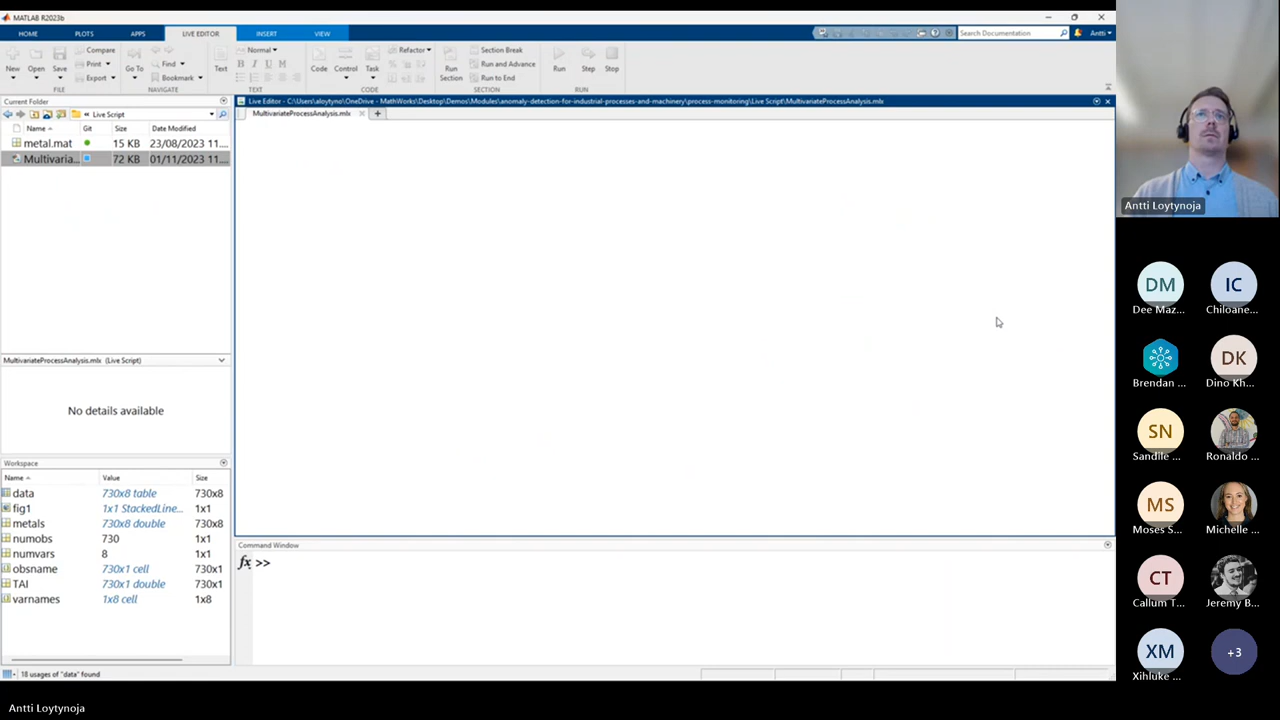 MATLAB R2023b
HOME
PLOTS
APPS
LIVE EDITOR
INSERT
VIEW
Search Documentation
Antti
New
Open
Save
Compare
Print
Export
FILE
Go To
Find
Bookmark
NAVIGATE
Text
Normal
B I U M
TEXT
Code
Control
Task
Refactor
CODE
Run Section
Section Break
Run and Advance
Run to End
SECTION
Run
Step
Stop
RUN
Current Folder
« Live Script
Name
Git
Size
Date Modified
metal.mat 15 KB 23/08/2023 11....
Multivaria... 72 KB 01/11/2023 11....
MultivariateProcessAnalysis.mlx (Live Script)
No details available
Workspace
Name Value Size
data 730x8 table 730x8
fig1 1x1 StackedLine... 1x1
metals 730x8 double 730x8
numobs 730 1x1
numvars 8 1x1
obsname 730x1 cell 730x1
TAI 730x1 double 730x1
varnames 1x8 cell 1x8
18 usages of "data" found
Live Editor - C:\Users\aloytyno\OneDrive - MathWorks\Desktop\Demos\Modules\anomaly-detection-for-industrial-processes-and-machinery\process-monitoring\Live Script\MultivariateProcessAnalysis.mlx
MultivariateProcessAnalysis.mlx
Command Window
fx >>
Antti Loytynoja
DM
Dee Maz...
IC
Chiloane...
Brendan ...
DK
Dino Kh...
SN
Sandile ...
Ronaldo ...
MS
Moses S...
Michelle ...
CT
Callum T...
Jeremy B...
XM
Xihluke ...
+3
Antti Loytynoja